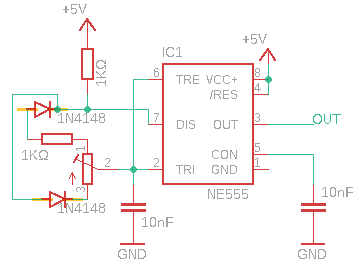 +5V
IC1
+5V
1KΩ
6
TRE
VCC+
8
/RES
4
1N4148
7
DIS
OUT
3
OUT
1KΩ
1
2
2
TRI
CON
5
GND
1
3
1N4148
NE555
10nF
10nF
GND
GND